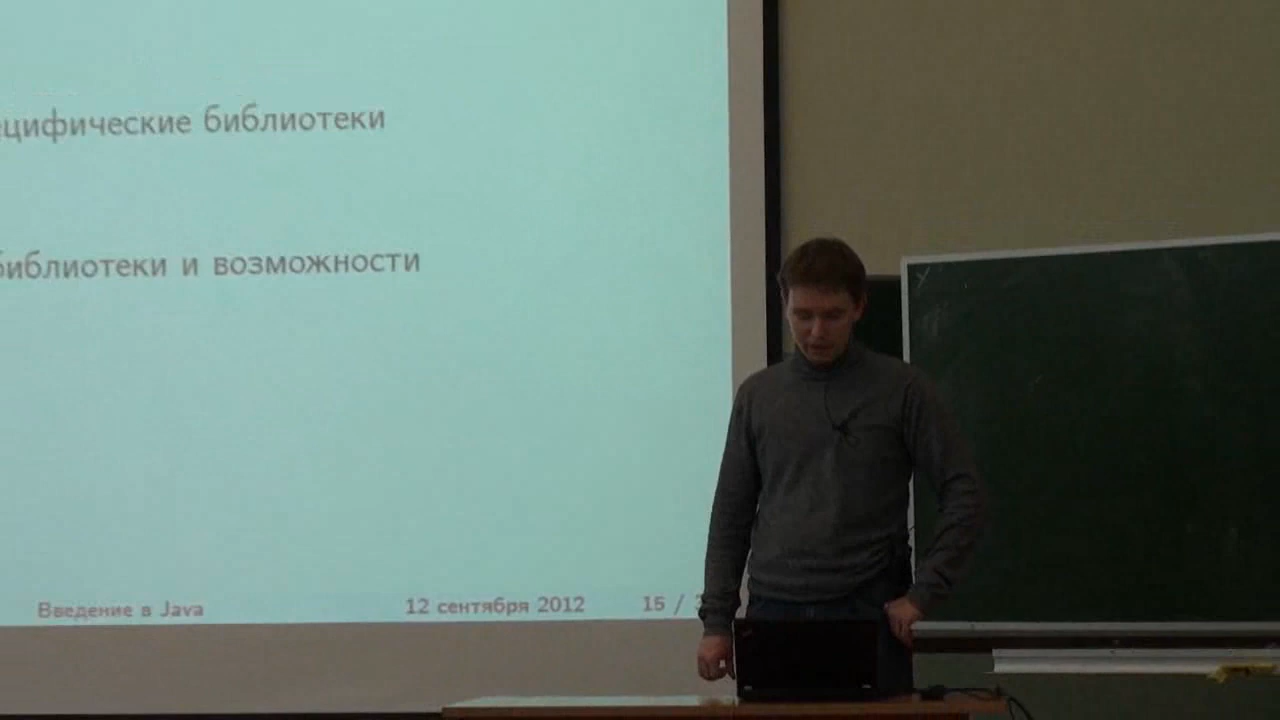 ецифические библиотеки
библиотеки и возможности
Введение в Java 12 сентября 2012 15 /